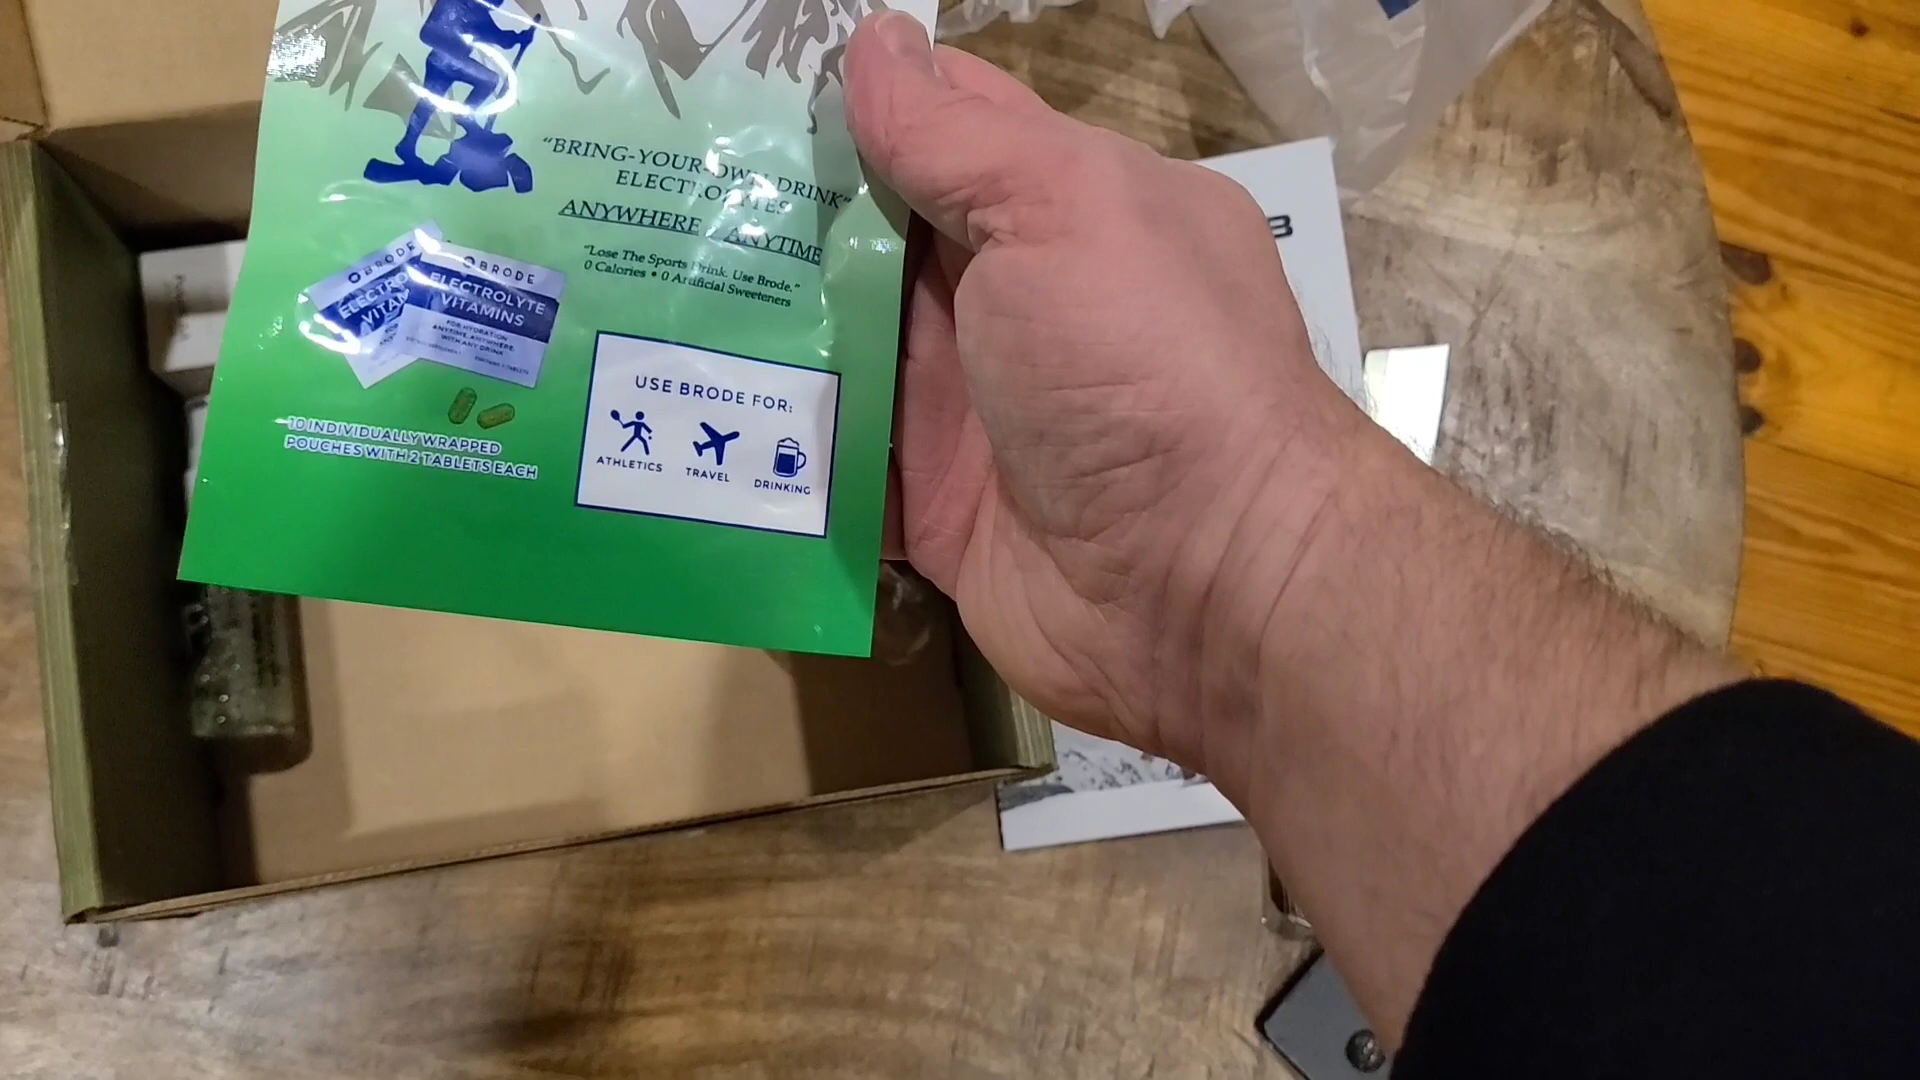 "BRING-YOUR-OWN-DRINK"
ELECTROLYTES
ANYWHERE ANYTIME
"Lose The Sports Drink. Use Brode."
0 Calories • 0 Artificial Sweeteners
BRODE
ELECTRO
VITAM
BRODE
ELECTROLYTE
VITAMINS
FOR HYDRATION
ANYTIME, ANYWHERE,
WITH ANY DRINK
10 INDIVIDUALLY WRAPPED
POUCHES WITH 2 TABLETS EACH
USE BRODE FOR:
ATHLETICS
TRAVEL
DRINKING
B